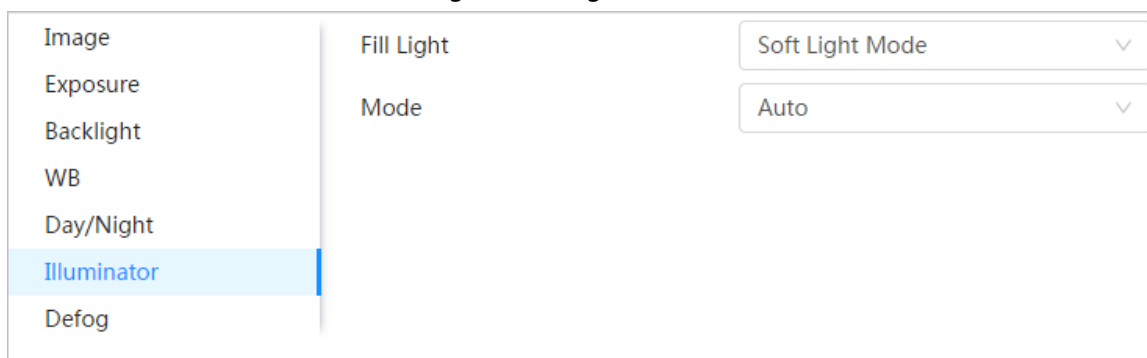 Image
Exposure
Backlight
WB
Day/Night
Illuminator
Defog
Fill Light
Soft Light Mode
Mode
Auto